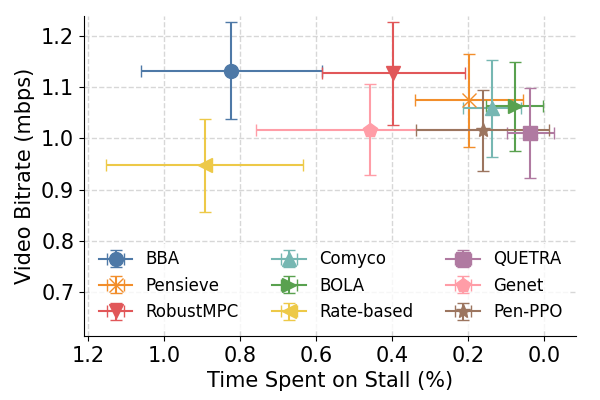 Video Bitrate (mbps)
1.2
1.1
1.0
0.9
0.8
0.7
BBA
Pensieve
RobustMPC
Comyco
BOLA
Rate-based
QUETRA
Genet
Pen-PPO
1.2 1.0 0.8 0.6 0.4 0.2 0.0
Time Spent on Stall (%)